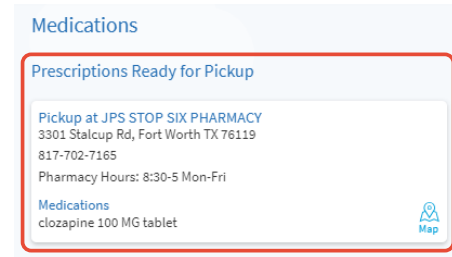 Medications
Prescriptions Ready for Pickup
Pickup at JPS STOP SIX PHARMACY
3301 Stalcup Rd, Fort Worth TX 76119
817-702-7165
Pharmacy Hours: 8:30-5 Mon-Fri
Medications
clozapine 100 MG tablet
Map